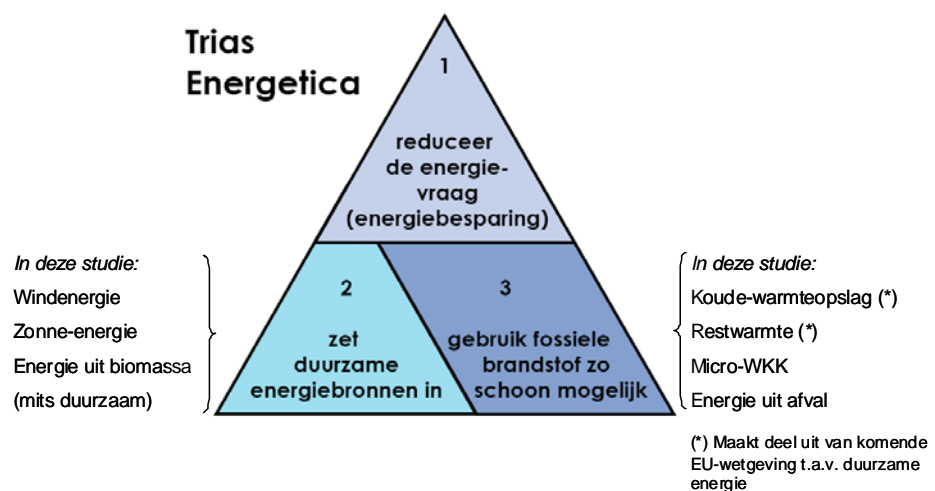 Trias
Energetica
1
reduceer
de energie-
vraag
(energiebesparing)
In deze studie:
Windenergie
Zonne-energie
Energie uit biomassa
(mits duurzaam)
2
zet
duurzame
energiebronnen in
3
gebruik fossiele
brandstof zo
schoon mogelijk
In deze studie:
Koude-warmteopslag (*)
Restwarmte (*)
Micro-WKK
Energie uit afval
(*) Maakt deel uit van komende
EU-wetgeving t.a.v. duurzame
energie